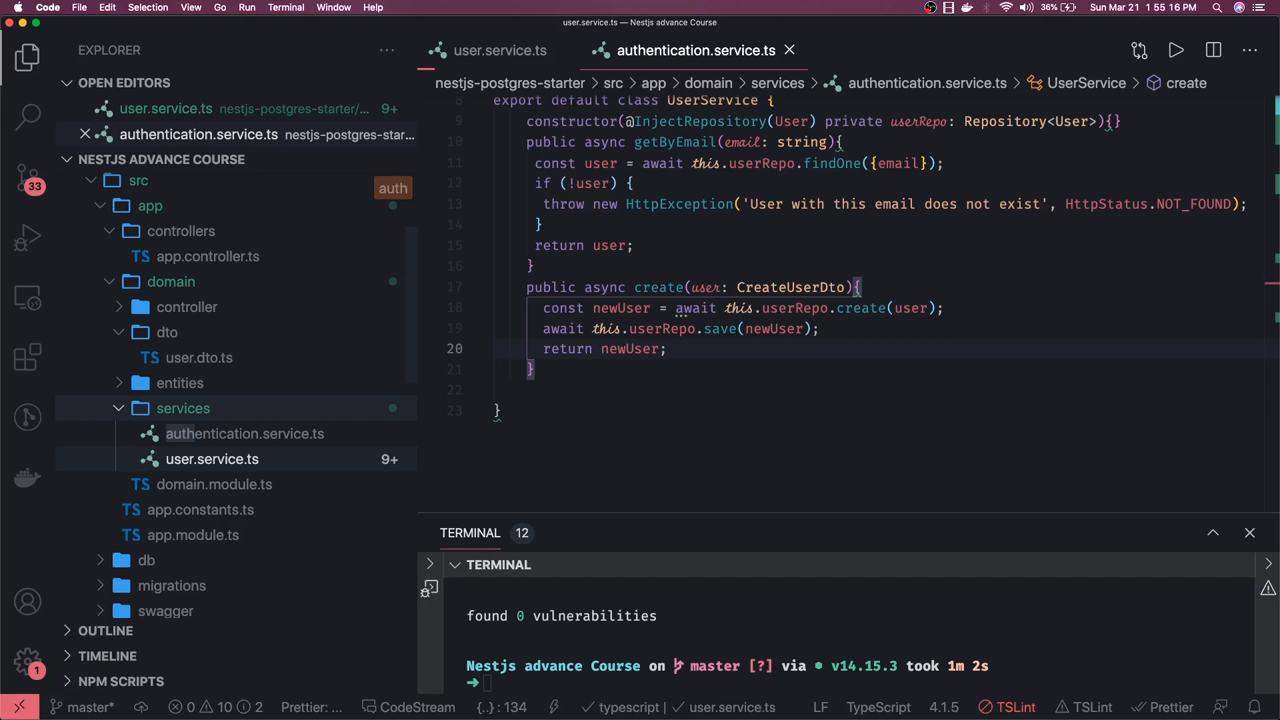 Code File Edit Selection View Go Run Terminal Window Help 36% Sun Mar 21 1 55 16 PM
user.service.ts — Nestjs advance Course
EXPLORER
user.service.ts
authentication.service.ts
nestjs-postgres-starter > src > app > domain > services > authentication.service.ts > UserService > create
OPEN EDITORS
user.service.ts nestjs-postgres-starter/... 9+
authentication.service.ts nestjs-postgres-star...
NESTJS ADVANCE COURSE
src
auth
app
controllers
TS app.controller.ts
domain
controller
dto
TS user.dto.ts
entities
services
authentication.service.ts
user.service.ts 9+
TS domain.module.ts
TS app.constants.ts
TS app.module.ts
db
migrations
swagger
OUTLINE
TIMELINE
NPM SCRIPTS
33
1
8 export default class UserService {
9 constructor(@InjectRepository(User) private userRepo: Repository<User>){}
10 public async getByEmail(email: string){
11 const user = await this.userRepo.findOne({email});
12 if (!user) {
13 throw new HttpException('User with this email does not exist', HttpStatus.NOT_FOUND);
14 }
15 return user;
16 }
17 public async create(user: CreateUserDto){
18 const newUser = await this.userRepo.create(user);
19 await this.userRepo.save(newUser);
20 return newUser;
21 }
22
23 }
TERMINAL 12
TERMINAL
found 0 vulnerabilities
Nestjs advance Course on master [?] via v14.15.3 took 1m 2s
→
master* 0 10 2 Prettier: ... CodeStream {..} : 134 typescript | user.service.ts LF TypeScript 4.1.5 TSLint TSLint Prettier